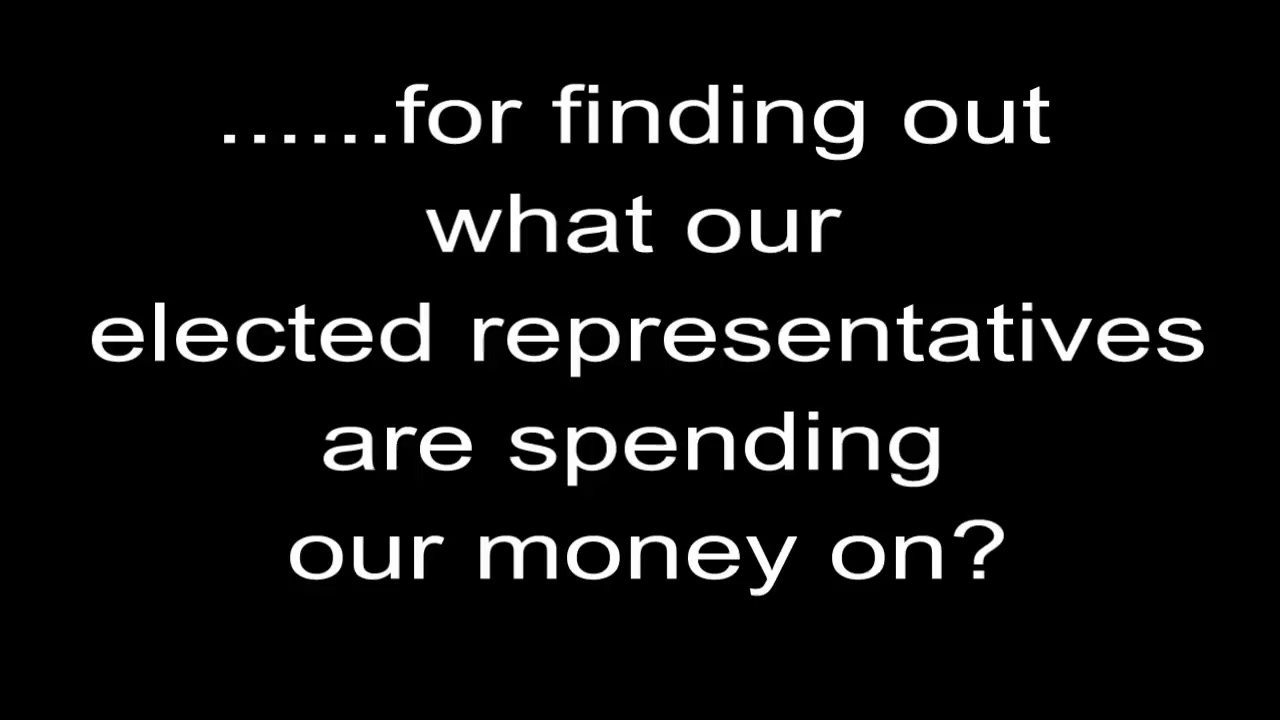 ......for finding out
what our
elected representatives
are spending
our money on?